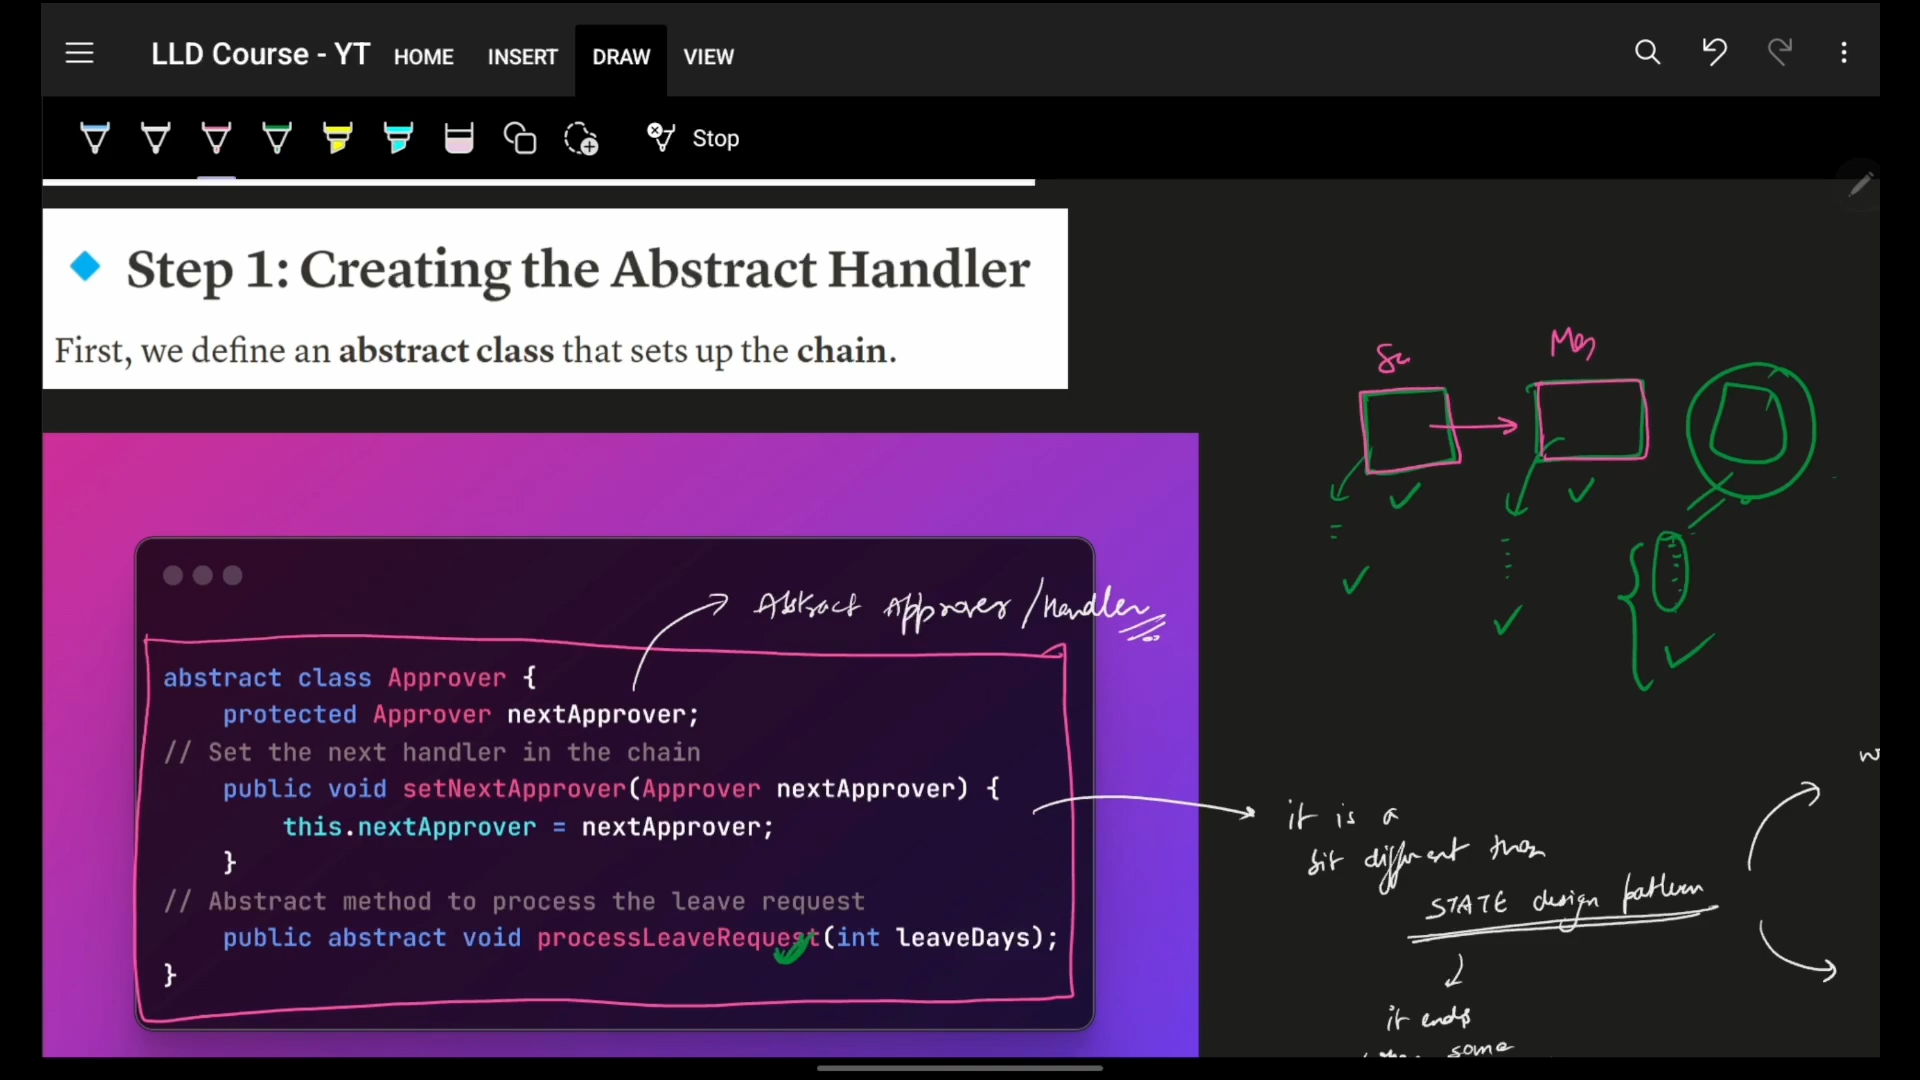 LLD Course - YT HOME INSERT DRAW VIEW
Stop
Step 1: Creating the Abstract Handler
First, we define an abstract class that sets up the chain.
Abstract Approver / Handler
abstract class Approver {
protected Approver nextApprover;
// Set the next handler in the chain
public void setNextApprover(Approver nextApprover) {
this.nextApprover = nextApprover;
}
// Abstract method to process the leave request
public abstract void processLeaveRequest(int leaveDays);
}
it is a
bit different than
STATE design pattern
it ends
some